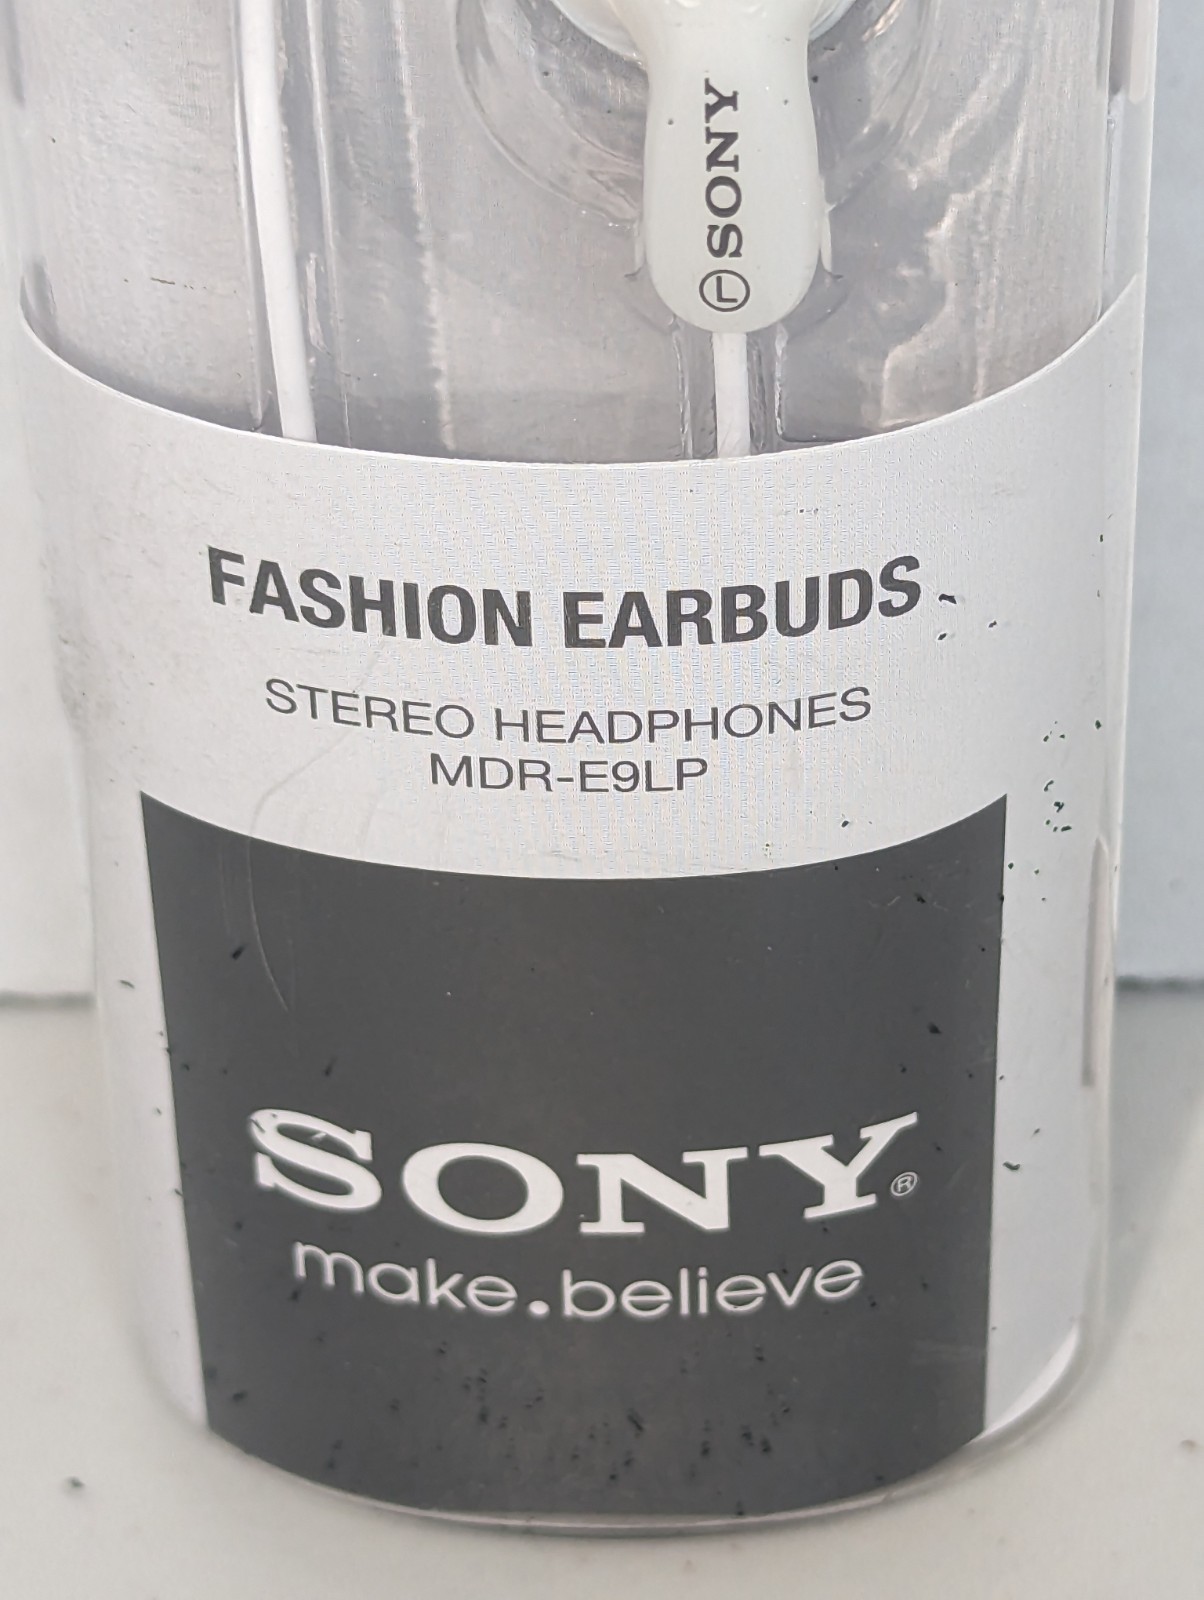 Ⓛ SONY
FASHION EARBUDS
STEREO HEADPHONES
MDR-E9LP
SONY®
make.believe